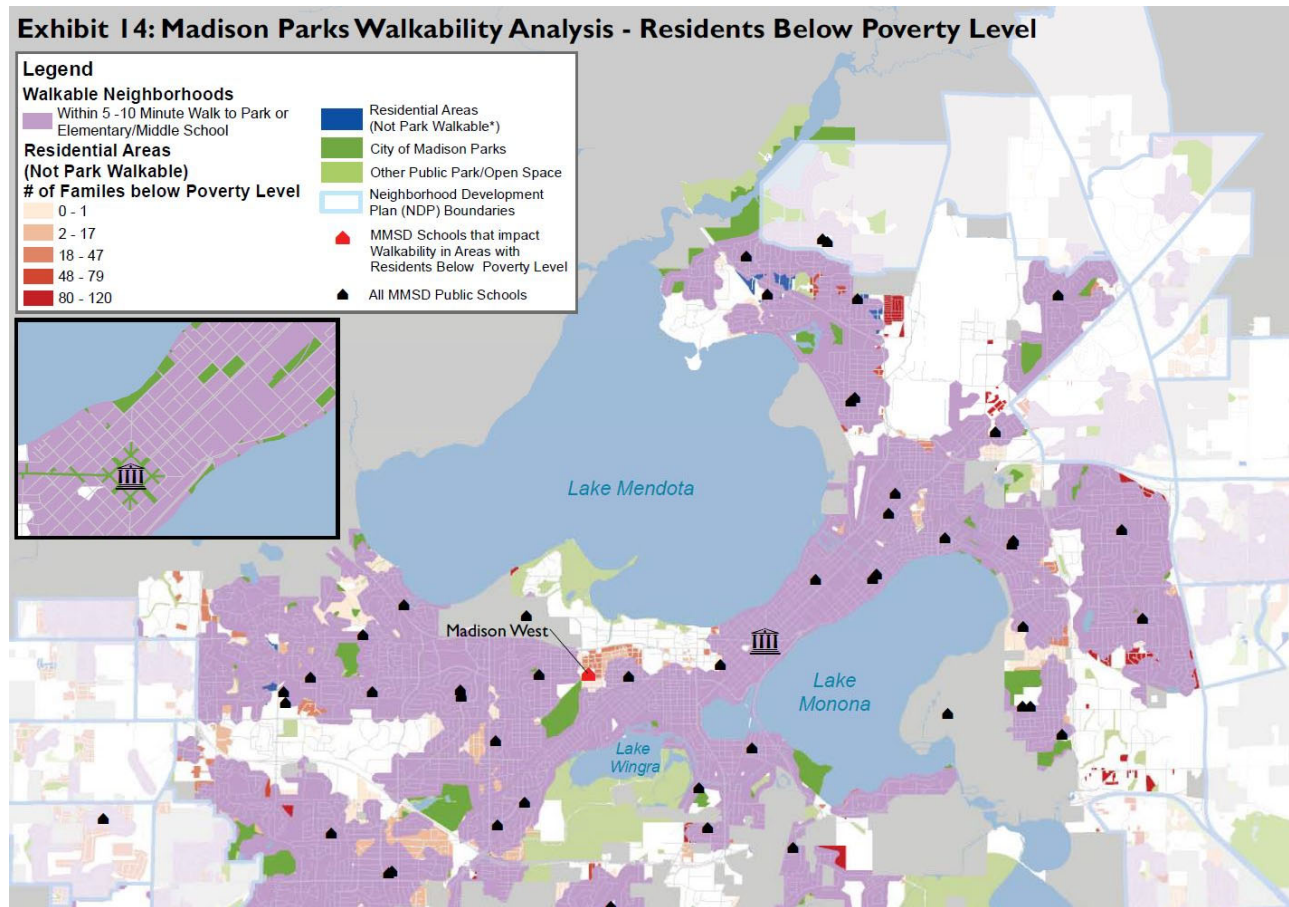 Exhibit 14: Madison Parks Walkability Analysis - Residents Below Poverty Level
Legend
Walkable Neighborhoods
Within 5 -10 Minute Walk to Park or
Elementary/Middle School
Residential Areas
(Not Park Walkable)
# of Familes below Poverty Level
0 - 1
2 - 17
18 - 47
48 - 79
80 - 120
Residential Areas
(Not Park Walkable*)
City of Madison Parks
Other Public Park/Open Space
Neighborhood Development
Plan (NDP) Boundaries
MMSD Schools that impact
Walkability in Areas with
Residents Below Poverty Level
All MMSD Public Schools
Lake Mendota
Madison West
Lake
Monona
Lake
Wingra